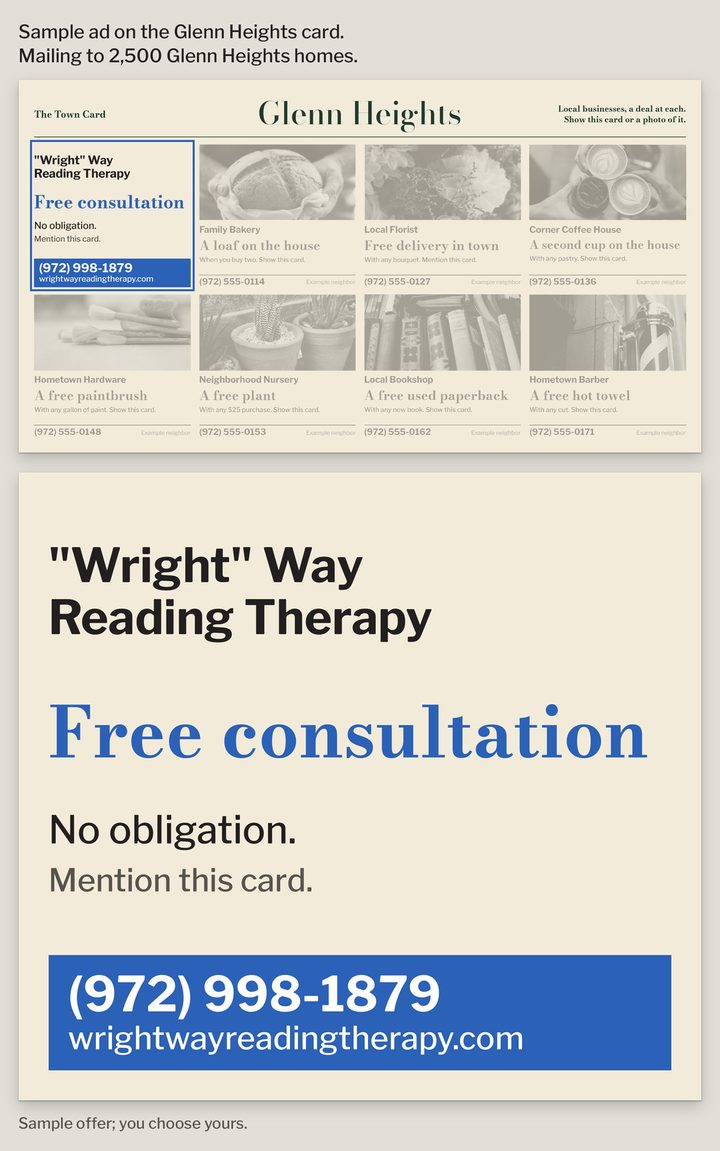 Sample ad on the Glenn Heights card.
Mailing to 2,500 Glenn Heights homes.
The Town Card
Glenn Heights
Local businesses, a deal at each.
Show this card or a photo of it.
"Wright" Way
Reading Therapy
Free consultation
No obligation.
Mention this card.
(972) 998-1879
wrightwayreadingtherapy.com
Family Bakery
A loaf on the house
When you buy two. Show this card.
(972) 555-0114
Example neighbor
Local Florist
Free delivery in town
With any bouquet. Mention this card.
(972) 555-0127
Example neighbor
Corner Coffee House
A second cup on the house
With any pastry. Show this card.
(972) 555-0136
Example neighbor
Hometown Hardware
A free paintbrush
With any gallon of paint. Show this card.
(972) 555-0148
Example neighbor
Neighborhood Nursery
A free plant
With any $25 purchase. Show this card.
(972) 555-0153
Example neighbor
Local Bookshop
A free used paperback
With any new book. Show this card.
(972) 555-0162
Example neighbor
Hometown Barber
A free hot towel
With any cut. Show this card.
(972) 555-0171
Example neighbor
"Wright" Way
Reading Therapy
Free consultation
No obligation.
Mention this card.
(972) 998-1879
wrightwayreadingtherapy.com
Sample offer; you choose yours.